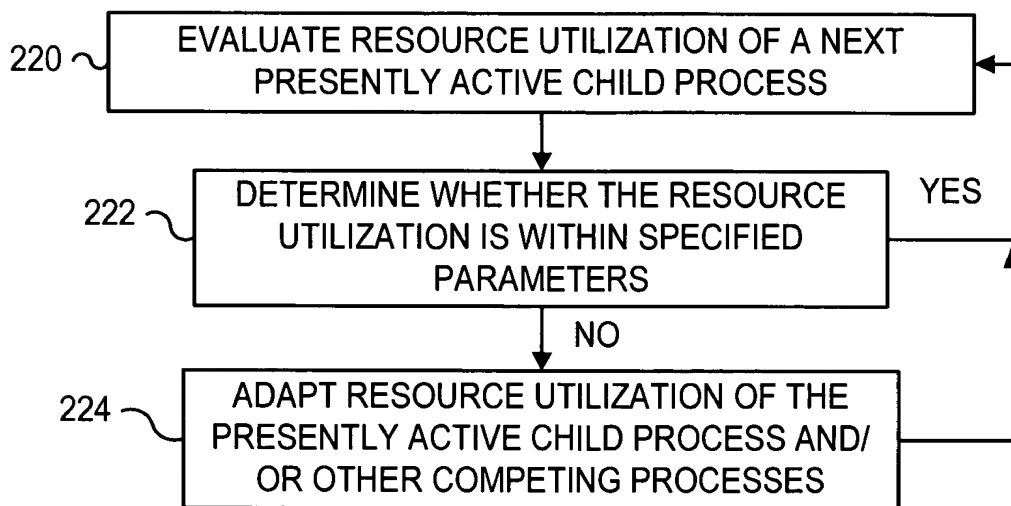 220
EVALUATE RESOURCE UTILIZATION OF A NEXT
PRESENTLY ACTIVE CHILD PROCESS
222
DETERMINE WHETHER THE RESOURCE
UTILIZATION IS WITHIN SPECIFIED
PARAMETERS
YES
NO
224
ADAPT RESOURCE UTILIZATION OF THE
PRESENTLY ACTIVE CHILD PROCESS AND/
OR OTHER COMPETING PROCESSES